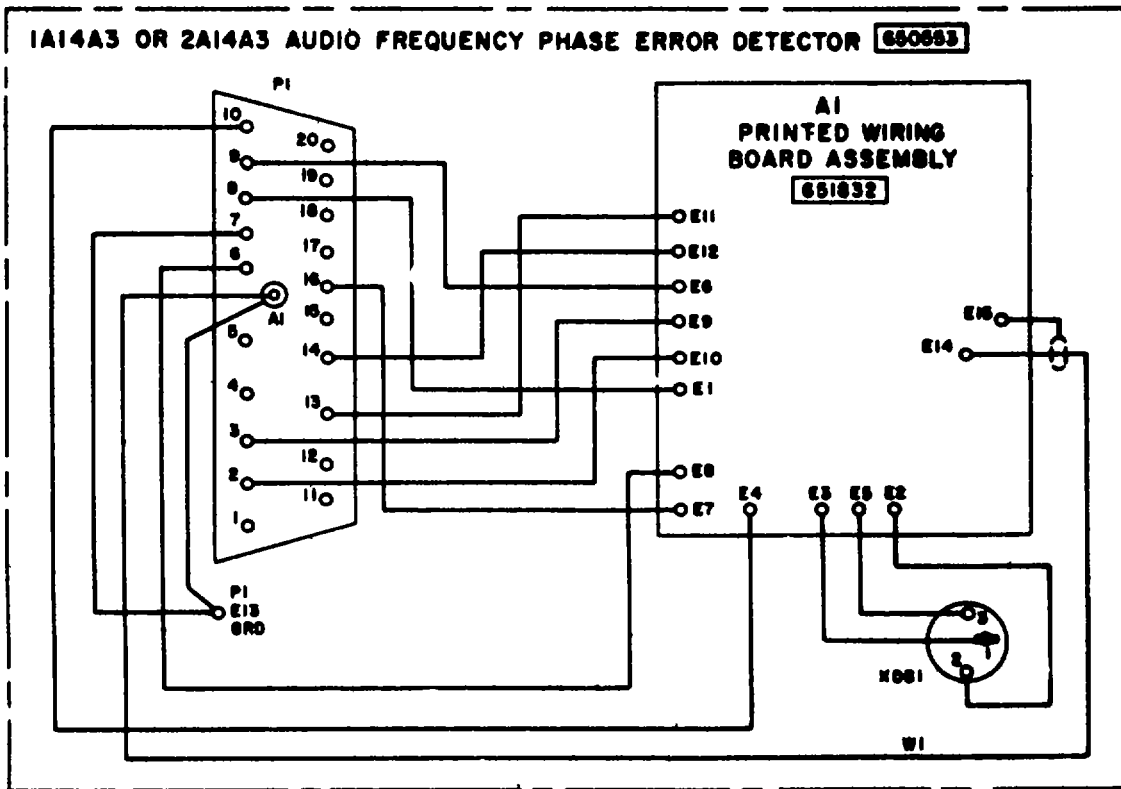 1A14A3 OR 2A14A3 AUDIO FREQUENCY PHASE ERROR DETECTOR 650553
P1
10
9
8
7
6
A1
5
4
3
2
1
20
19
18
17
16
15
14
13
12
11
P1
E13
GRD
A1
PRINTED WIRING
BOARD ASSEMBLY
651832
E11
E12
E6
E9
E10
E1
E8
E7
E4
E3
E5
E2
E15
E14
3
1
2
XDS1
W1